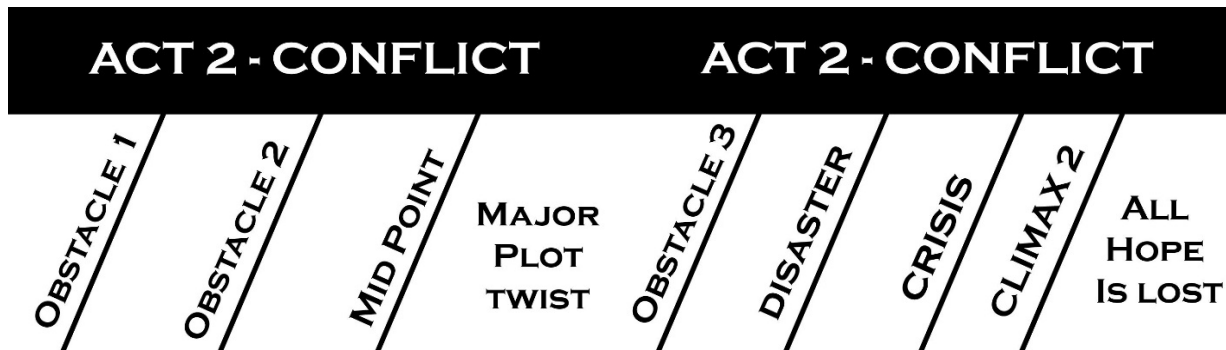 ACT 2 - CONFLICT
ACT 2 - CONFLICT
OBSTACLE 1
OBSTACLE 2
MID POINT
MAJOR
PLOT
TWIST
OBSTACLE 3
DISASTER
CRISIS
CLIMAX 2
ALL
HOPE
IS LOST